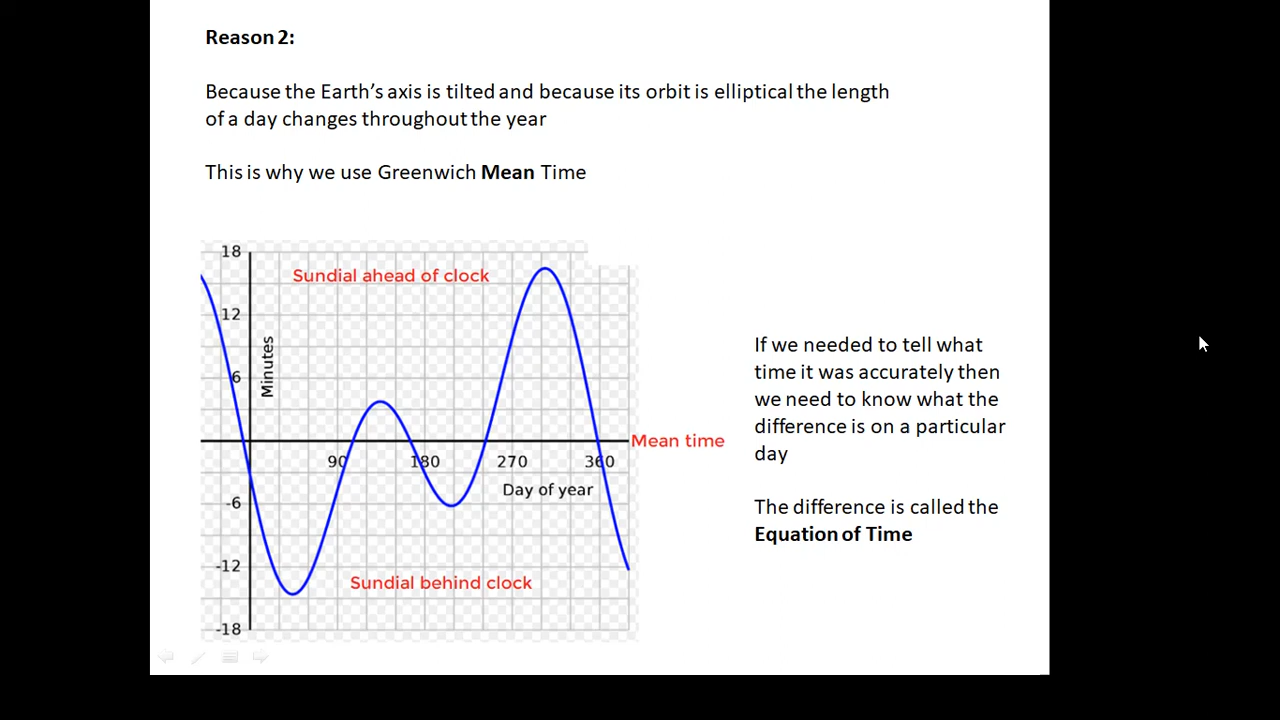 Reason 2:
Because the Earth's axis is tilted and because its orbit is elliptical the length
of a day changes throughout the year
This is why we use Greenwich Mean Time
18
Sundial ahead of clock
12
Minutes
6
Mean time
90
180
270
360
Day of year
-6
-12
Sundial behind clock
-18
If we needed to tell what
time it was accurately then
we need to know what the
difference is on a particular
day
The difference is called the
Equation of Time